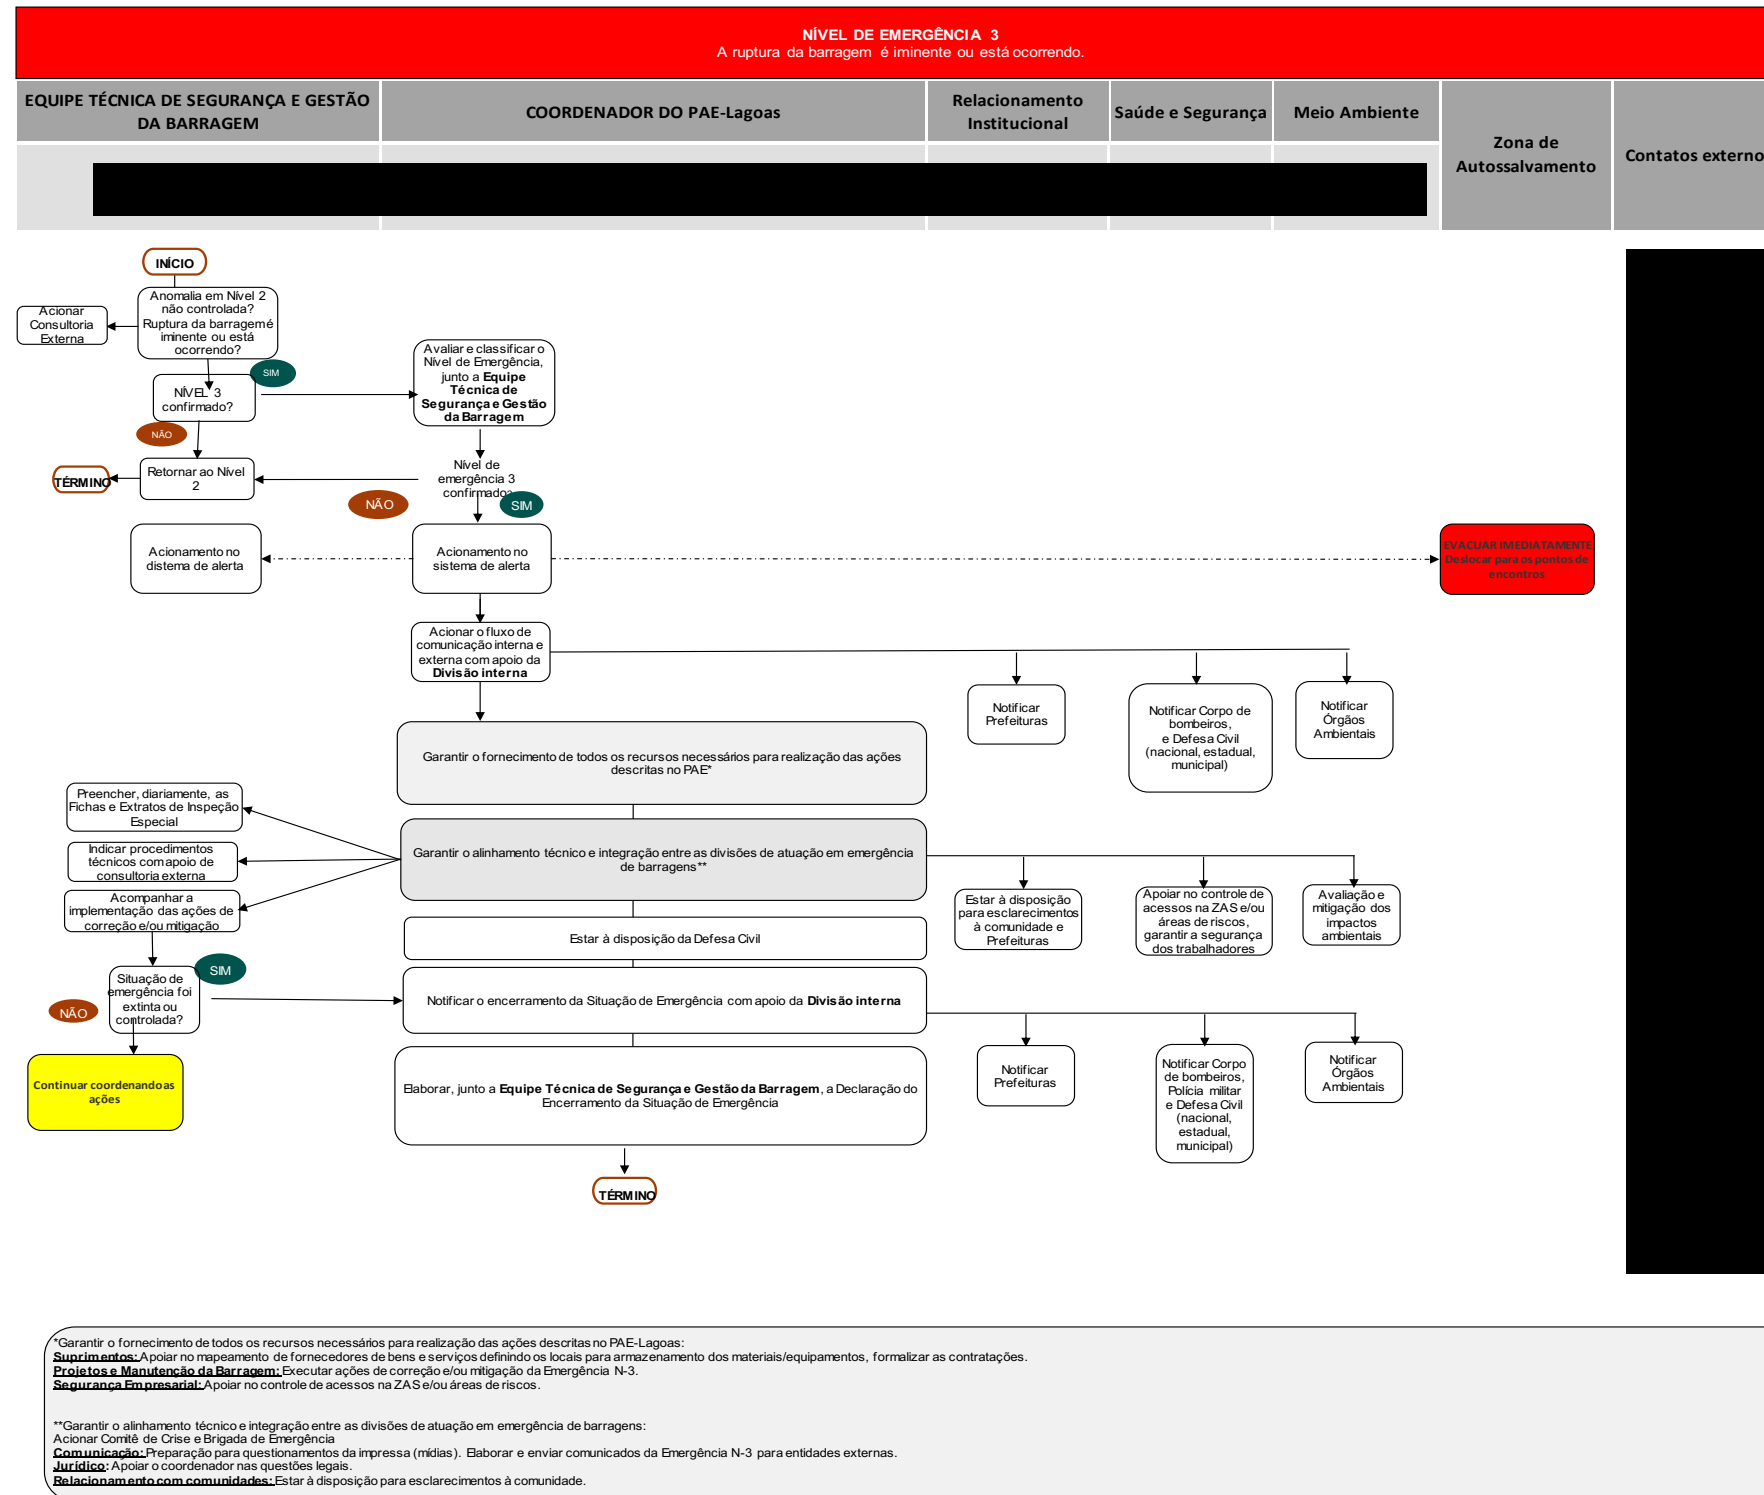 NÍVEL DE EMERGÊNCIA 3
A ruptura da barragem é iminente ou está ocorrendo.
EQUIPE TÉCNICA DE SEGURANÇA E GESTÃO
DA BARRAGEM
COORDENADOR DO PAE-Lagoas
Relacionamento
Institucional
Saúde e Segurança
Meio Ambiente
Zona de
Autossalvamento
Contatos externo
INÍCIO
Anomalia em Nível 2
não controlada?
Ruptura da barragem é
iminente ou está
ocorrendo?
Acionar
Consultoria
Externa
SIM
NÍVEL 3
confirmado?
Avaliar e classificar o
Nível de Emergência,
junto a Equipe
Técnica de
Segurança e Gestão
da Barragem
NÃO
Retornar ao Nível
2
TÉRMINO
Nível de
emergência 3
confirmado?
NÃO
SIM
Acionamento no
distema de alerta
Acionamento no
sistema de alerta
EVACUAR IMEDIATAMENTE
Deslocar para os pontos de
encontros
Acionar o fluxo de
comunicação interna e
externa com apoio da
Divisão interna
Notificar
Prefeituras
Notificar Corpo de
bombeiros,
e Defesa Civil
(nacional, estadual,
municipal)
Notificar
Órgãos
Ambientais
Garantir o fornecimento de todos os recursos necessários para realização das ações
descritas no PAE*
Preencher, diariamente, as
Fichas e Extratos de Inspeção
Especial
Indicar procedimentos
técnicos com apoio de
consultoria externa
Acompanhar a
implementação das ações de
correção e/ou mitigação
Garantir o alinhamento técnico e integração entre as divisões de atuação em emergência
de barragens**
Estar à disposição
para esclarecimentos
à comunidade e
Prefeituras
Apoiar no controle de
acessos na ZAS e/ou
áreas de riscos,
garantir a segurança
dos trabalhadores
Avaliação e
mitigação dos
impactos
ambientais
Estar à disposição da Defesa Civil
SIM
Situação de
emergência foi
extinta ou
controlada?
NÃO
Notificar o encerramento da Situação de Emergência com apoio da Divisão interna
Notificar
Prefeituras
Notificar Corpo
de bombeiros,
Polícia militar
e Defesa Civil
(nacional,
estadual,
municipal)
Notificar
Órgãos
Ambientais
Continuar coordenando as
ações
Elaborar, junto a Equipe Técnica de Segurança e Gestão da Barragem, a Declaração do
Encerramento da Situação de Emergência
TÉRMINO
*Garantir o fornecimento de todos os recursos necessários para realização das ações descritas no PAE-Lagoas:
Suprimentos: Apoiar no mapeamento de fornecedores de bens e serviços definindo os locais para armazenamento dos materiais/equipamentos, formalizar as contratações.
Projetos e Manutenção da Barragem: Executar ações de correção e/ou mitigação da Emergência N-3.
Segurança Empresarial: Apoiar no controle de acessos na ZAS e/ou áreas de riscos.
**Garantir o alinhamento técnico e integração entre as divisões de atuação em emergência de barragens:
Acionar Comitê de Crise e Brigada de Emergência
Comunicação: Preparação para questionamentos da impressa (mídias). Elaborar e enviar comunicados da Emergência N-3 para entidades externas.
Jurídico: Apoiar o coordenador nas questões legais.
Relacionamento com comunidades: Estar à disposição para esclarecimentos à comunidade.